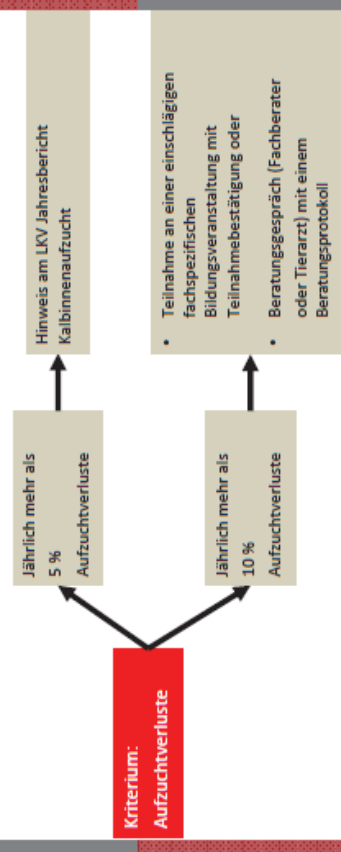 Kriterium:
Aufzuchtverluste
Jährlich mehr als
5 %
Aufzuchtverluste
Hinweis am LKV Jahresbericht
Kalbinnenaufzucht
Jährlich mehr als
10 %
Aufzuchtverluste
• Teilnahme an einer einschlägigen
fachspezifischen
Bildungsveranstaltung mit
Teilnahmebestätigung oder
• Beratungsgespräch (Fachberater
oder Tierarzt) mit einem
Beratungsprotokoll